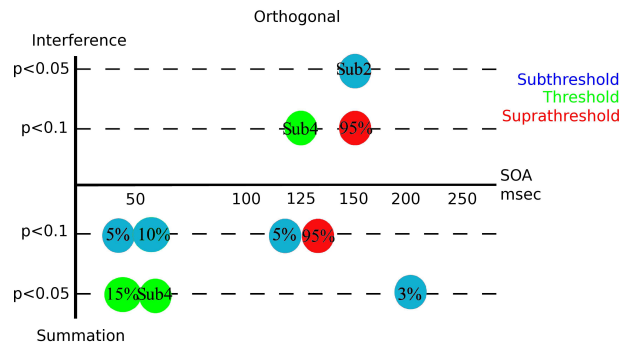 Orthogonal
Interference
p<0.05
Sub2
Subthreshold
Threshold
Suprathreshold
p<0.1
Sub4
95%
SOA
msec
50
100
125
150
200
250
p<0.1
5%
10%
5%
95%
p<0.05
15%
Sub4
3%
Summation